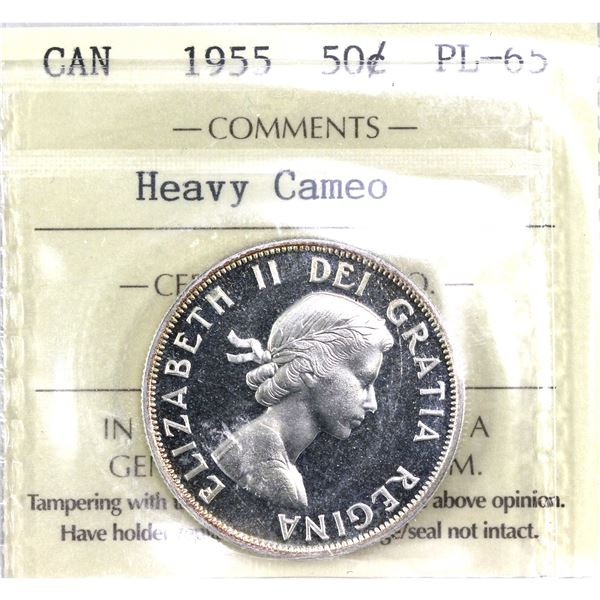 CAN 1955 50¢ PL-65
— COMMENTS —
Heavy Cameo
ELIZABETH II DEI GRATIA REGINA
IN A
M.
Tampering with above opinion.
Have seal not intact.